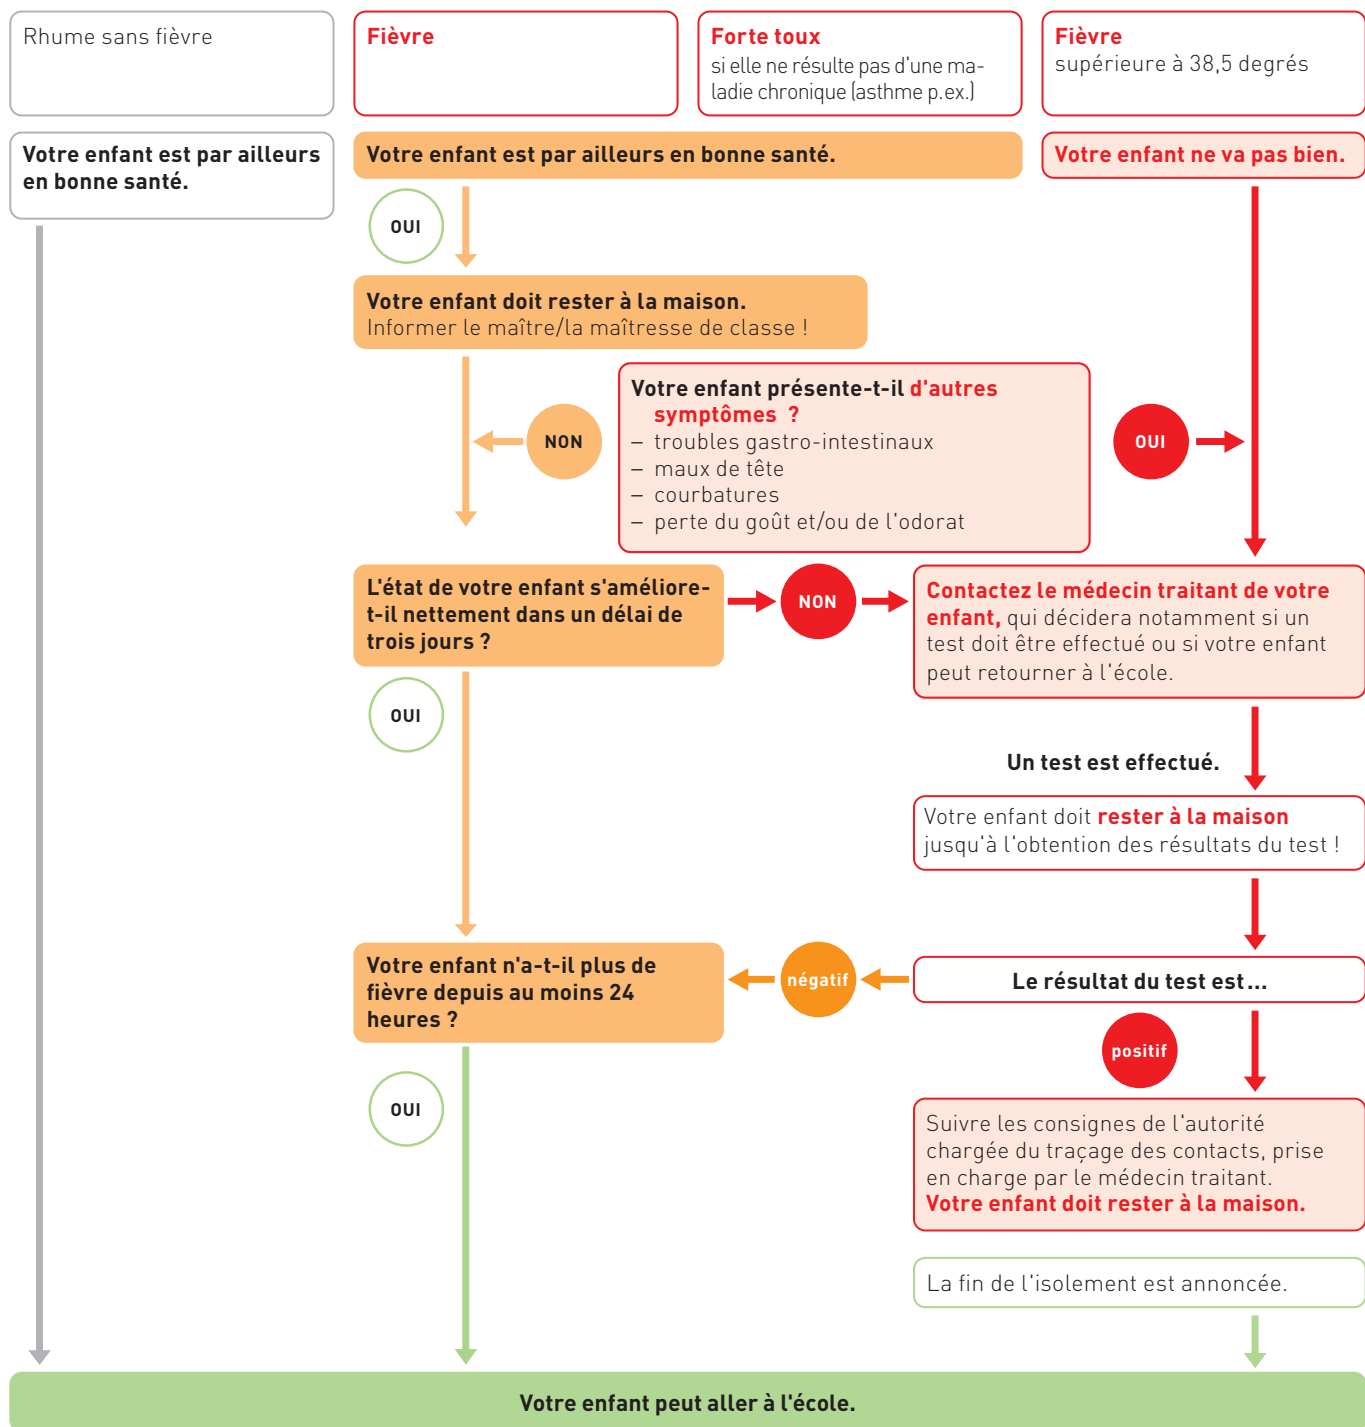 Rhume sans fièvre
Fièvre
Forte toux
si elle ne résulte pas d'une ma-
ladie chronique (asthme p.ex.)
Fièvre
supérieure à 38,5 degrés
Votre enfant est par ailleurs
en bonne santé.
Votre enfant est par ailleurs en bonne santé.
Votre enfant ne va pas bien.
OUI
Votre enfant doit rester à la maison.
Informer le maître/la maîtresse de classe !
Votre enfant présente-t-il d'autres
symptômes ?
– troubles gastro-intestinaux
– maux de tête
– courbatures
– perte du goût et/ou de l'odorat
NON
OUI
L'état de votre enfant s'améliore-
t-il nettement dans un délai de
trois jours ?
NON
Contactez le médecin traitant de votre
enfant, qui décidera notamment si un
test doit être effectué ou si votre enfant
peut retourner à l'école.
OUI
Un test est effectué.
Votre enfant doit rester à la maison
jusqu'à l'obtention des résultats du test !
Votre enfant n'a-t-il plus de
fièvre depuis au moins 24
heures ?
négatif
Le résultat du test est...
positif
OUI
Suivre les consignes de l'autorité
chargée du traçage des contacts, prise
en charge par le médecin traitant.
Votre enfant doit rester à la maison.
La fin de l'isolement est annoncée.
Votre enfant peut aller à l'école.